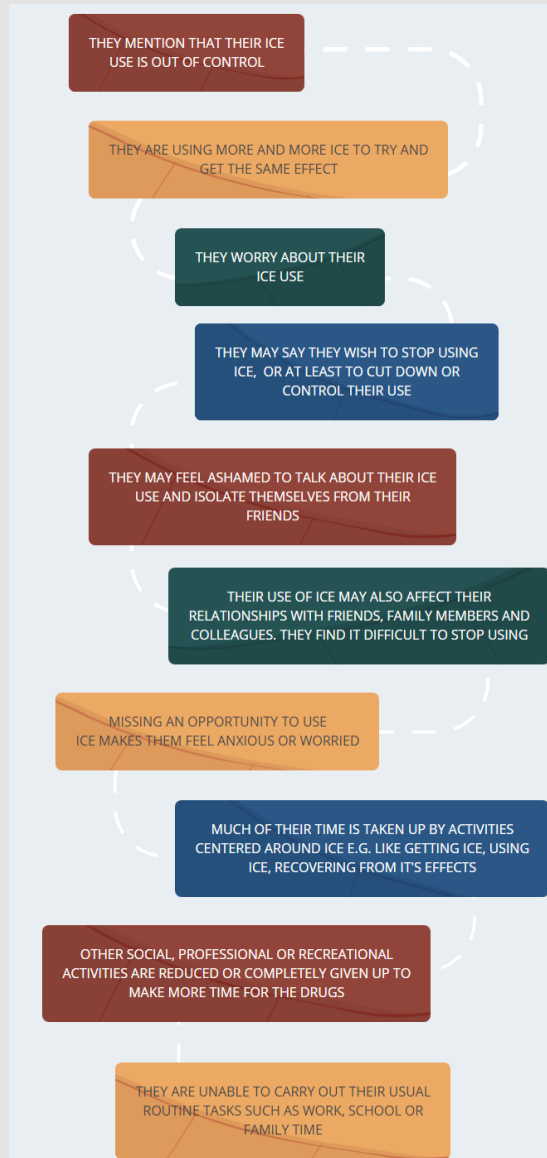 THEY MENTION THAT THEIR ICE
USE IS OUT OF CONTROL
THEY ARE USING MORE AND MORE ICE TO TRY AND
GET THE SAME EFFECT
THEY WORRY ABOUT THEIR
ICE USE
THEY MAY SAY THEY WISH TO STOP USING
ICE, OR AT LEAST TO CUT DOWN OR
CONTROL THEIR USE
THEY MAY FEEL ASHAMED TO TALK ABOUT THEIR ICE
USE AND ISOLATE THEMSELVES FROM THEIR
FRIENDS
THEIR USE OF ICE MAY ALSO AFFECT THEIR
RELATIONSHIPS WITH FRIENDS, FAMILY MEMBERS AND
COLLEAGUES. THEY FIND IT DIFFICULT TO STOP USING
MISSING AN OPPORTUNITY TO USE
ICE MAKES THEM FEEL ANXIOUS OR WORRIED
MUCH OF THEIR TIME IS TAKEN UP BY ACTIVITIES
CENTERED AROUND ICE E.G. LIKE GETTING ICE, USING
ICE, RECOVERING FROM IT'S EFFECTS
OTHER SOCIAL, PROFESSIONAL OR RECREATIONAL
ACTIVITIES ARE REDUCED OR COMPLETELY GIVEN UP TO
MAKE MORE TIME FOR THE DRUGS
THEY ARE UNABLE TO CARRY OUT THEIR USUAL
ROUTINE TASKS SUCH AS WORK, SCHOOL OR
FAMILY TIME